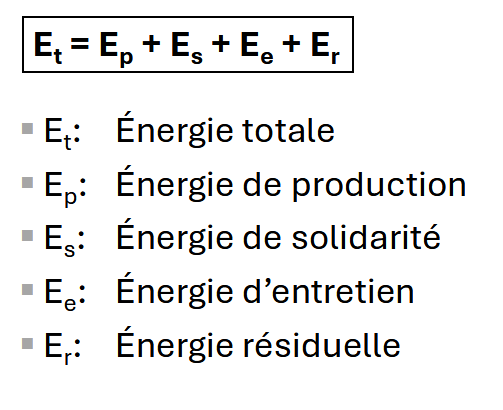 Et = Ep + Es + Ee + Er
▪ Et: Énergie totale
▪ Ep: Énergie de production
▪ Es: Énergie de solidarité
▪ Ee: Énergie d’entretien
▪ Er: Énergie résiduelle